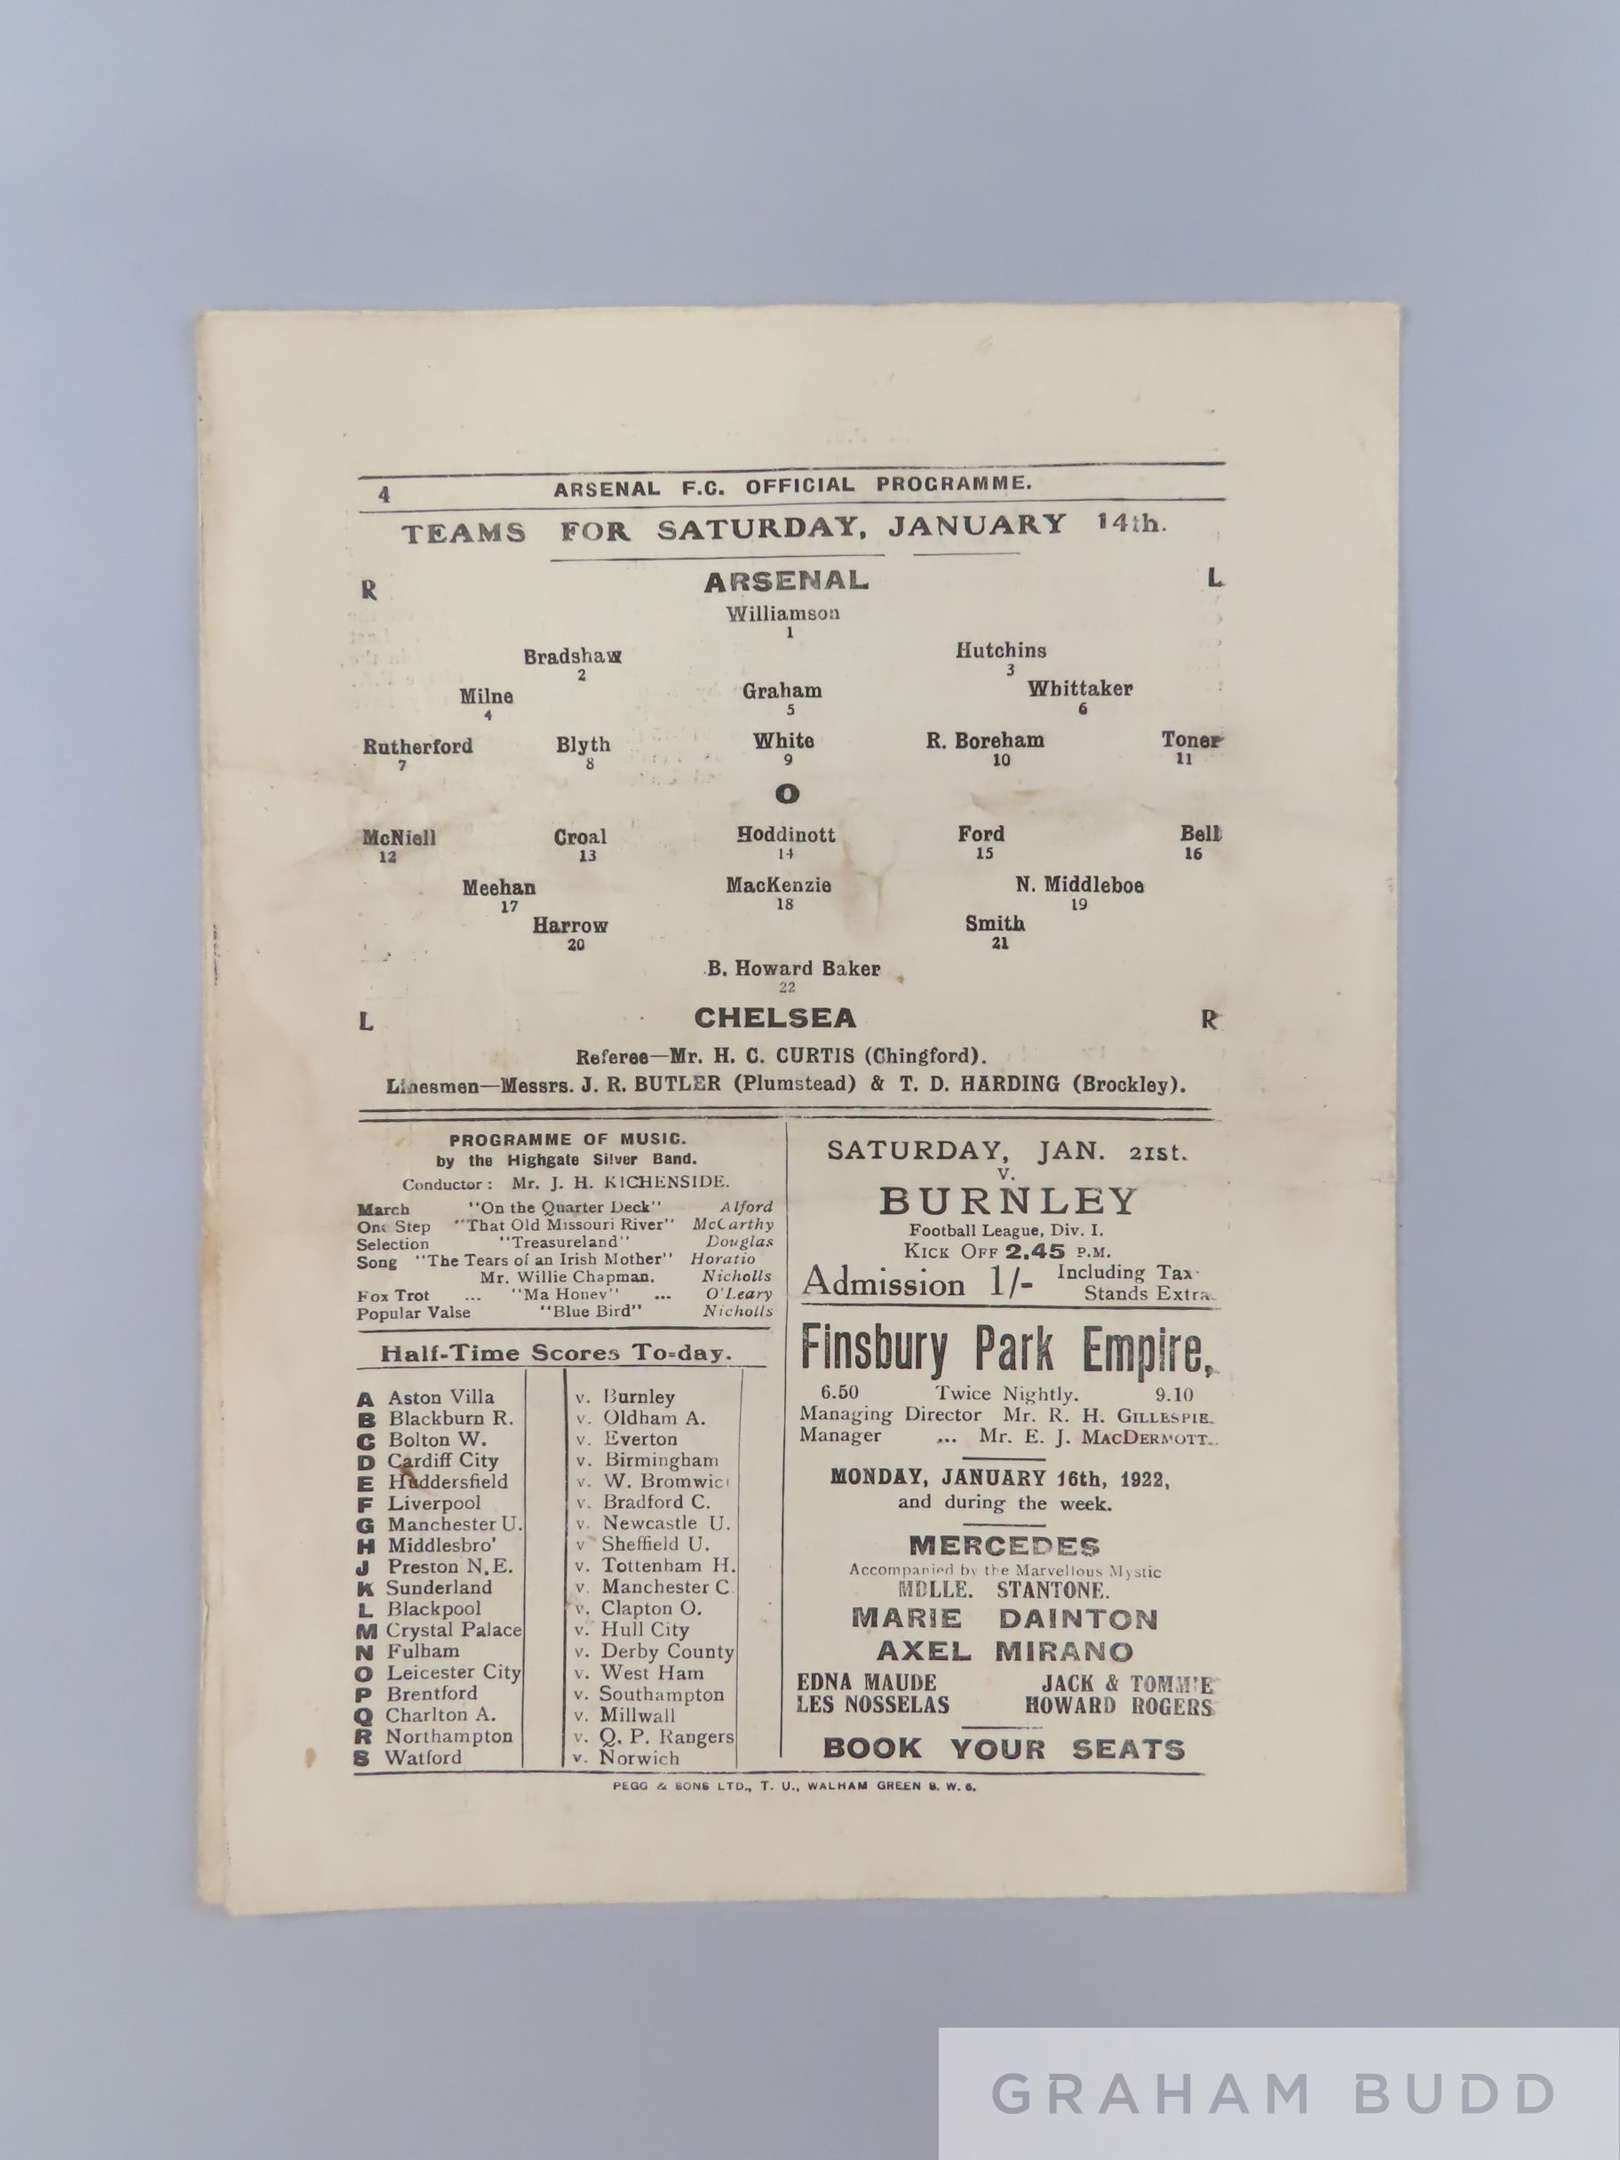 4 ARSENAL F.C. OFFICIAL PROGRAMME.
TEAMS FOR SATURDAY, JANUARY 14th.
R ARSENAL L
Williamson
1
Bradshaw Hutchins
2 3
Milne Graham Whittaker
4 5 6
Rutherford Blyth White R. Boreham Toner
7 8 9 10 11
O
McNiell Croal Hoddinott Ford Bell
12 13 14 15 16
Meehan MacKenzie N. Middleboe
17 18 19
Harrow Smith
20 21
B. Howard Baker
22
L CHELSEA R
Referee—Mr. H. C. CURTIS (Chingford).
Linesmen—Messrs. J. R. BUTLER (Plumstead) & T. D. HARDING (Brockley).
PROGRAMME OF MUSIC.
by the Highgate Silver Band.
Conductor: Mr. J. H. KICHENSIDE.
March "On the Quarter Deck" Alford
One Step "That Old Missouri River" McCarthy
Selection "Treasureland" Douglas
Song "The Tears of an Irish Mother" Horatio
Mr. Willie Chapman. Nicholls
Fox Trot ... "Ma Honey" ... O'Leary
Popular Valse "Blue Bird" Nicholls
Half-Time Scores To=day.
A Aston Villa v. Burnley
B Blackburn R. v. Oldham A.
C Bolton W. v. Everton
D Cardiff City v. Birmingham
E Huddersfield v. W. Bromwich
F Liverpool v. Bradford C.
G Manchester U. v. Newcastle U.
H Middlesbro' v Sheffield U.
J Preston N.E. v. Tottenham H.
K Sunderland v. Manchester C
L Blackpool v. Clapton O.
M Crystal Palace v. Hull City
N Fulham v. Derby County
O Leicester City v. West Ham
P Brentford v. Southampton
Q Charlton A. v. Millwall
R Northampton v. Q. P. Rangers
S Watford v. Norwich
SATURDAY, JAN. 21st.
v.
BURNLEY
Football League, Div. I.
KICK OFF 2.45 P.M.
Admission 1/- Including Tax
Stands Extra.
Finsbury Park Empire,
6.50 Twice Nightly. 9.10
Managing Director Mr. R. H. GILLESPIE.
Manager ... Mr. E. J. MACDERMOTT.
MONDAY, JANUARY 16th, 1922,
and during the week.
MERCEDES
Accompanied by the Marvellous Mystic
MDLLE. STANTONE.
MARIE DAINTON
AXEL MIRANO
EDNA MAUDE JACK & TOMMIE
LES NOSSELAS HOWARD ROGERS
BOOK YOUR SEATS
PEGG & SONS LTD., T. U., WALHAM GREEN S. W. 6.
GRAHAM BUDD